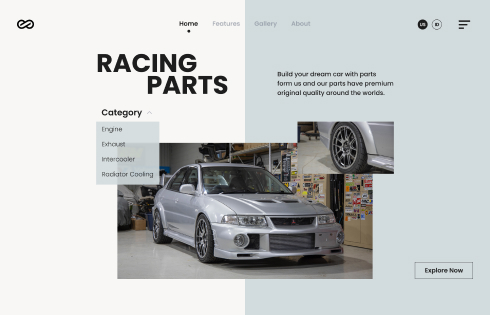 Home Features Gallery About
US ID
RACING
PARTS
Build your dream car with parts
form us and our parts have premium
original quality around the worlds.
Category
Engine
Exhaust
Intercooler
Radiator Cooling
Explore Now